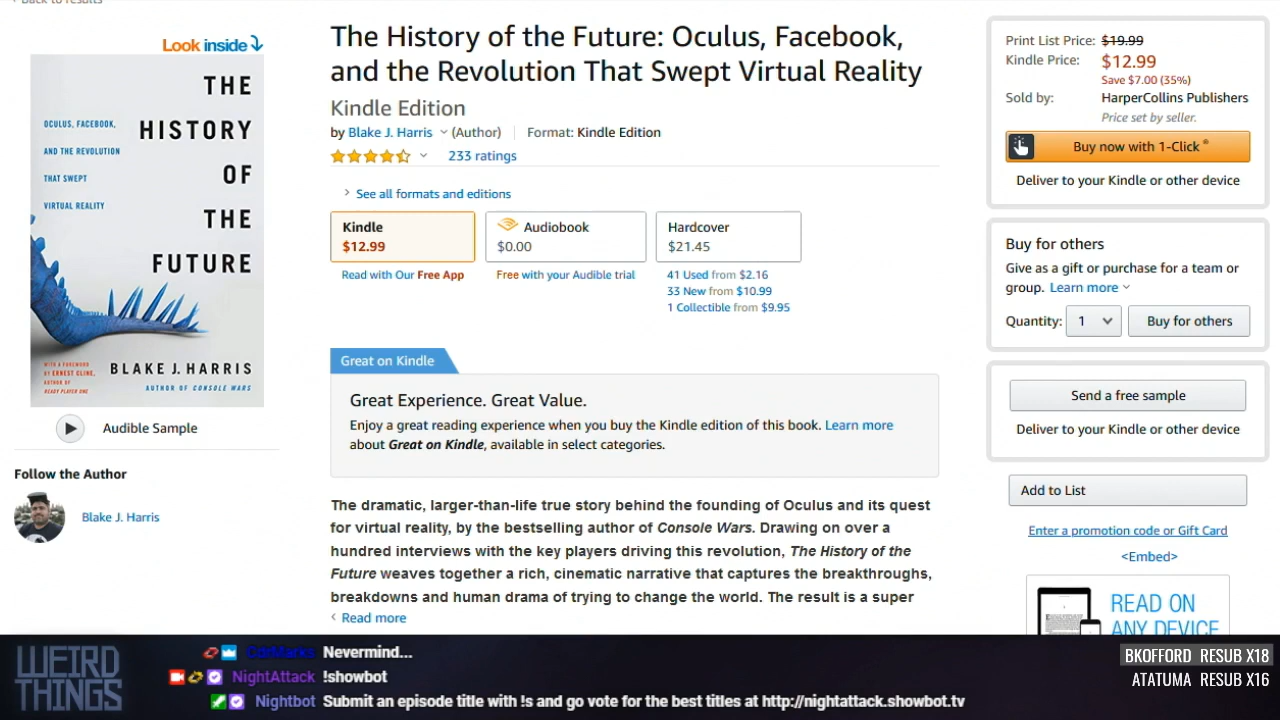 Back to results
Look inside
THE
HISTORY
OF
THE
FUTURE
OCULUS, FACEBOOK,
AND THE REVOLUTION
THAT SWEPT
VIRTUAL REALITY
WITH A FOREWORD
BY ERNEST CLINE,
AUTHOR OF
READY PLAYER ONE
BLAKE J. HARRIS
AUTHOR OF CONSOLE WARS
Audible Sample
Follow the Author
Blake J. Harris
The History of the Future: Oculus, Facebook,
and the Revolution That Swept Virtual Reality
Kindle Edition
by Blake J. Harris (Author) | Format: Kindle Edition
233 ratings
See all formats and editions
Kindle
$12.99
Read with Our Free App
Audiobook
$0.00
Free with your Audible trial
Hardcover
$21.45
41 Used from $2.16
33 New from $10.99
1 Collectible from $9.95
Great on Kindle
Great Experience. Great Value.
Enjoy a great reading experience when you buy the Kindle edition of this book. Learn more
about Great on Kindle, available in select categories.
The dramatic, larger-than-life true story behind the founding of Oculus and its quest
for virtual reality, by the bestselling author of Console Wars. Drawing on over a
hundred interviews with the key players driving this revolution, The History of the
Future weaves together a rich, cinematic narrative that captures the breakthroughs,
breakdowns and human drama of trying to change the world. The result is a super
Read more
Print List Price: $19.99
Kindle Price: $12.99
Save $7.00 (35%)
Sold by: HarperCollins Publishers
Price set by seller.
Buy now with 1-Click ®
Deliver to your Kindle or other device
Buy for others
Give as a gift or purchase for a team or
group. Learn more
Quantity: 1 Buy for others
Send a free sample
Deliver to your Kindle or other device
Add to List
Enter a promotion code or Gift Card
<Embed>
READ ON
ANY DEVICE
WEIRD
THINGS
Nevermind...
NightAttack !showbot
Nightbot Submit an episode title with !s and go vote for the best titles at http://nightattack.showbot.tv
BKOFFORD RESUB X18
ATATUMA RESUB X16